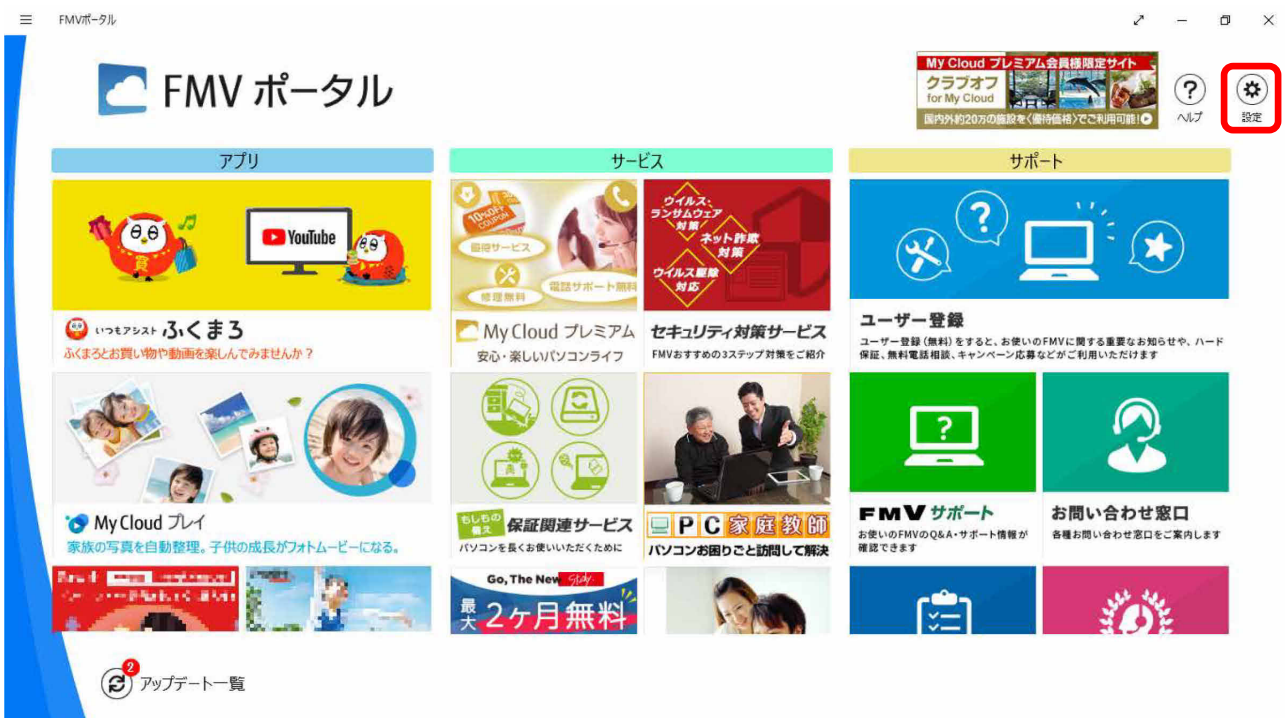 FMVポータル
FMV ポータル
My Cloud プレミアム会員様限定サイト
クラブオフ
for My Cloud
国内外約20万の施設を〈優待価格〉でご利用可能!
?
ヘルプ
設定
アプリ
YouTube
いつもアシスト ふくまろ
ふくまろとお買い物や動画を楽しんでみませんか？
My Cloud プレイ
家族の写真を自動整理。子供の成長がフォトムービーになる。
サービス
10%OFF
COUPON
優待サービス
電話サポート無料
修理無料
My Cloud プレミアム
安心・楽しいパソコンライフ
ウイルス・
ランサムウェア
対策
ネット詐欺
対策
ウイルス駆除
対応
セキュリティ対策サービス
FMVおすすめの3ステップ対策をご紹介
もしもの
備え
保証関連サービス
パソコンを長くお使いいただくために
PC家庭教師
パソコンお困りごと訪問して解決
Go, The New Style.
最大2ヶ月無料
サポート
?
ユーザー登録
ユーザー登録(無料)をすると、お使いのFMVに関する重要なお知らせや、ハード
保証、無料電話相談、キャンペーン応募などがご利用いただけます
?
FMVサポート
お使いのFMVのQ&A・サポート情報が
確認できます
お問い合わせ窓口
各種お問い合わせ窓口をご案内します
2
アップデート一覧